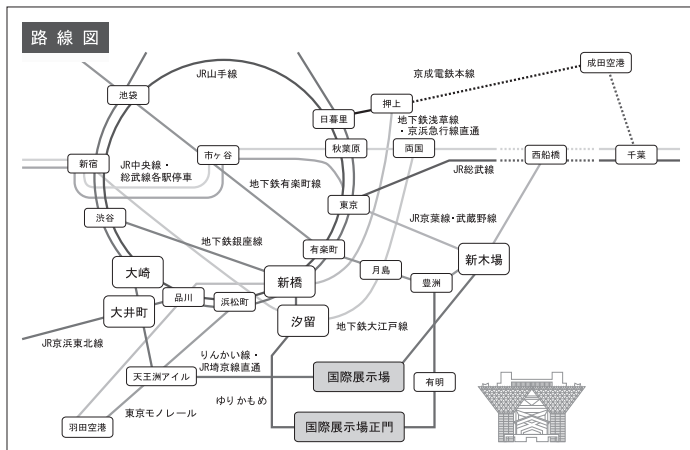 路線図
成田空港
JR山手線
京成電鉄本線
池袋
押上
日暮里
地下鉄浅草線
・京浜急行線直通
市ヶ谷
秋葉原
両国
西船橋
千葉
新宿
JR中央線・
総武線各駅停車
JR総武線
地下鉄有楽町線
東京
渋谷
JR京葉線・武蔵野線
地下鉄銀座線
有楽町
新木場
大崎
新橋
月島
豊洲
品川
浜松町
大井町
汐留
地下鉄大江戸線
JR京浜東北線
りんかい線・
JR埼京線直通
天王洲アイル
国際展示場
有明
ゆりかもめ
東京モノレール
羽田空港
国際展示場正門